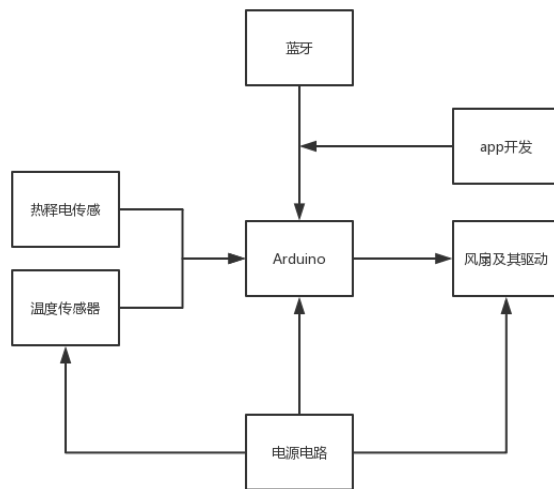 蓝牙
app开发
热释电传感
Arduino
风扇及其驱动
温度传感器
电源电路